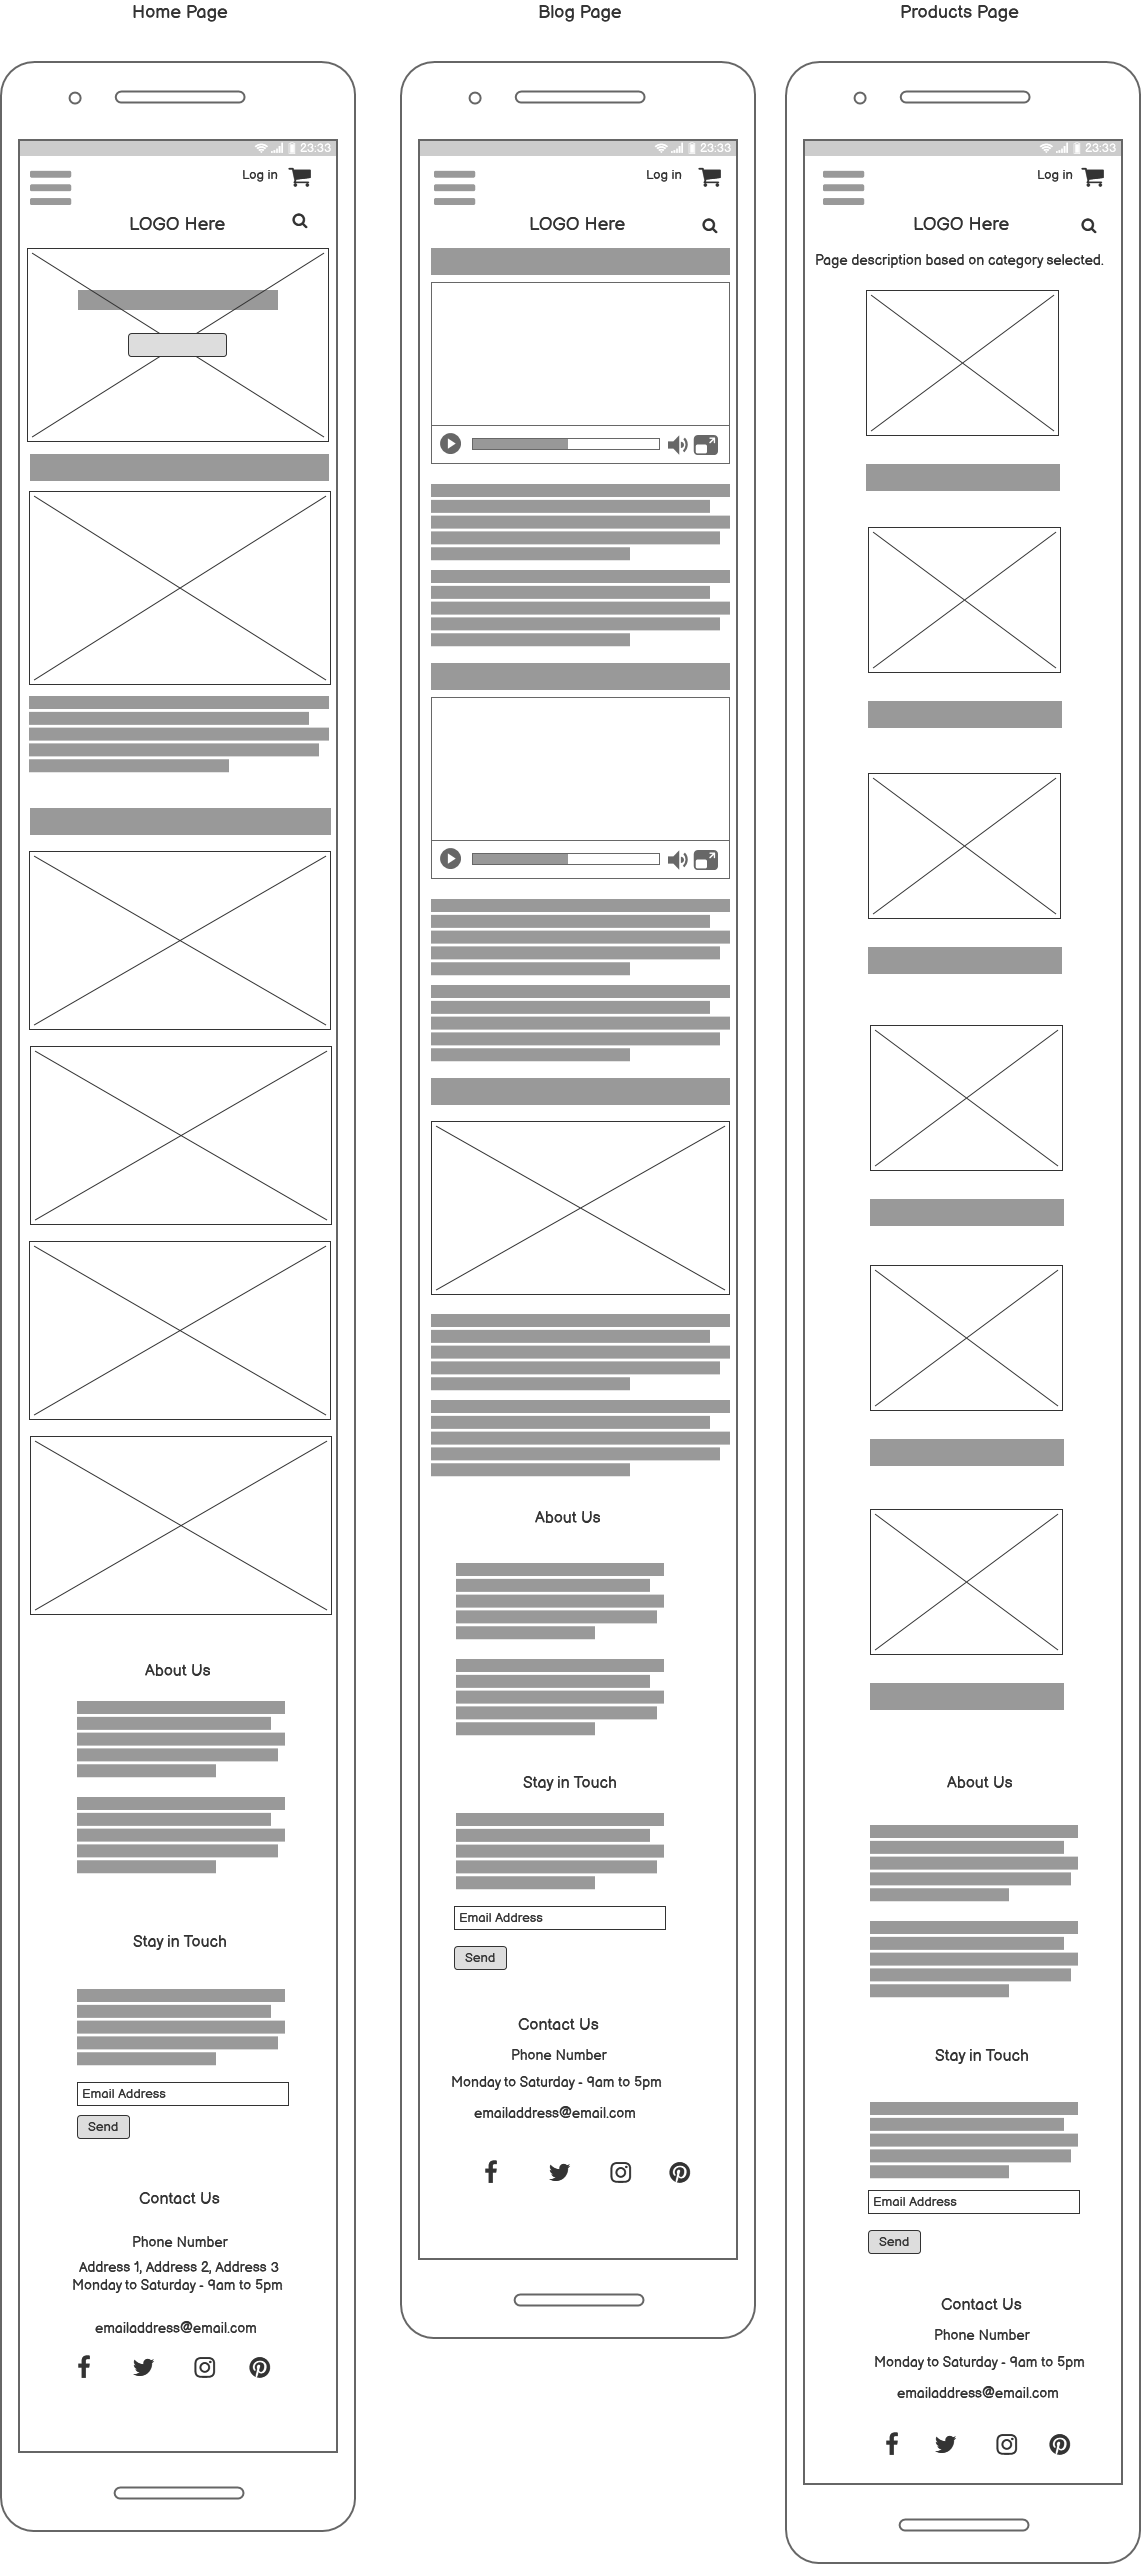 Home Page
23:33
Log in
LOGO Here
About Us
Stay in Touch
Email Address
Send
Contact Us
Phone Number
Address 1, Address 2, Address 3
Monday to Saturday - 9am to 5pm
emailaddress@email.com
Blog Page
23:33
Log in
LOGO Here
About Us
Stay in Touch
Email Address
Send
Contact Us
Phone Number
Monday to Saturday - 9am to 5pm
emailaddress@email.com
Products Page
23:33
Log in
LOGO Here
Page description based on category selected.
About Us
Stay in Touch
Email Address
Send
Contact Us
Phone Number
Monday to Saturday - 9am to 5pm
emailaddress@email.com